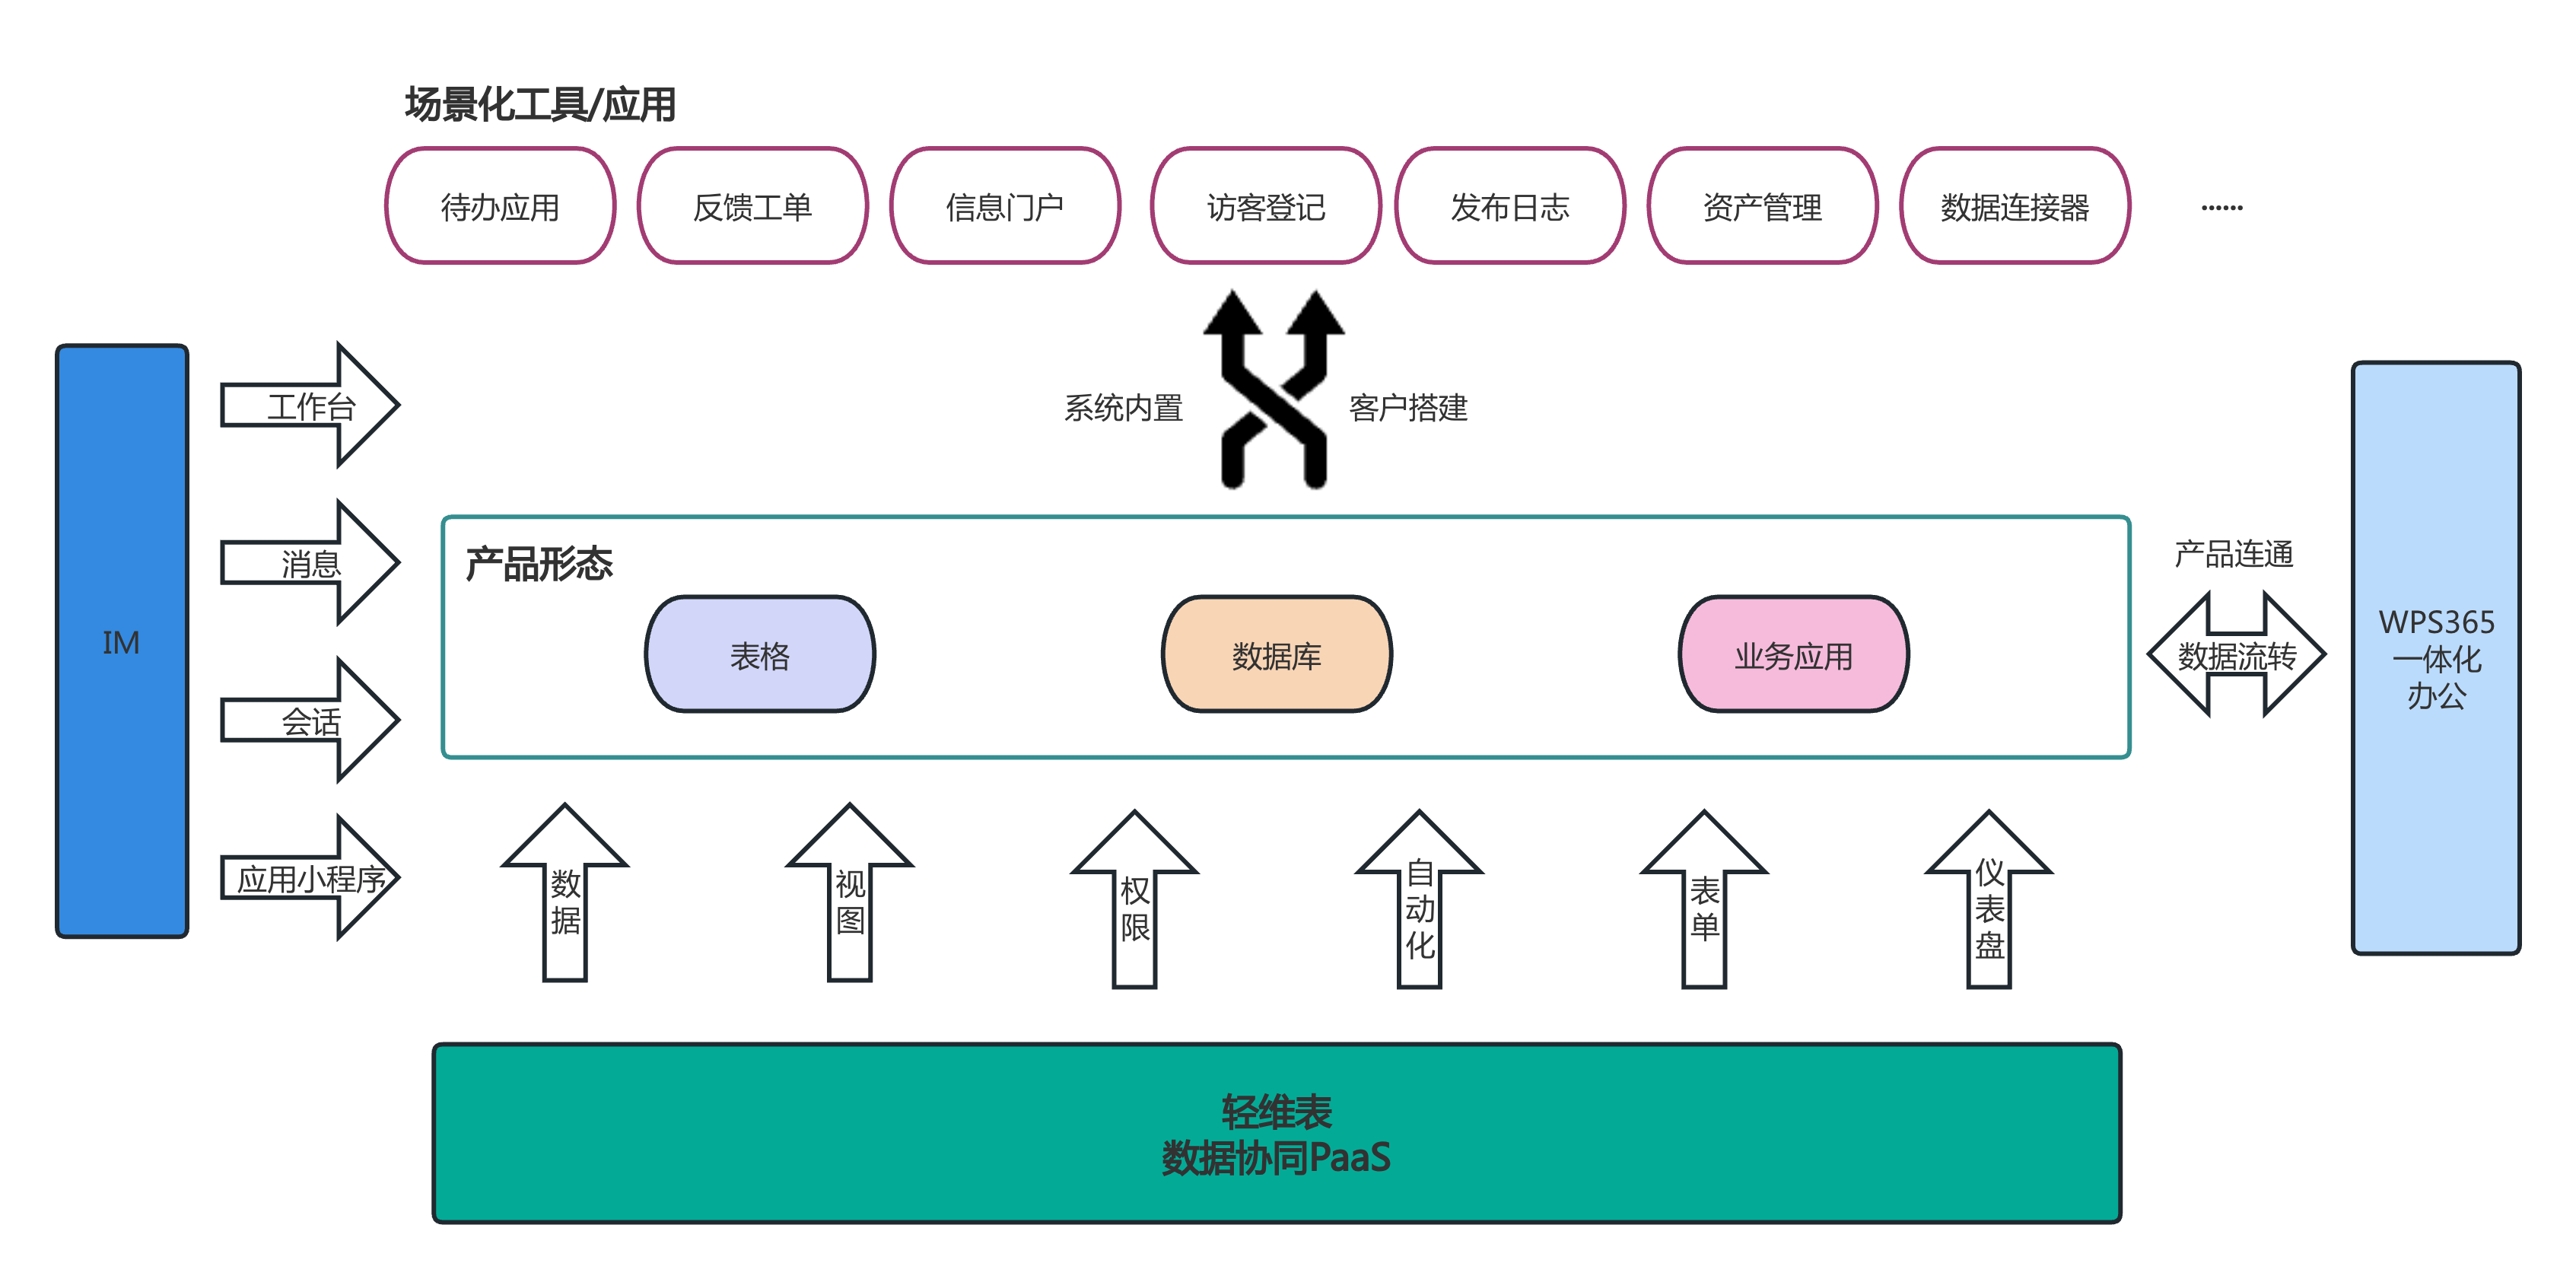 场景化工具/应用
待办应用
反馈工单
信息门户
访客登记
发布日志
资产管理
数据连接器
......
IM
工作台
消息
会话
应用小程序
系统内置
客户搭建
产品形态
表格
数据库
业务应用
产品连通
数据流转
WPS365
一体化
办公
数据
视图
权限
自动化
表单
仪表盘
轻维表
数据协同PaaS